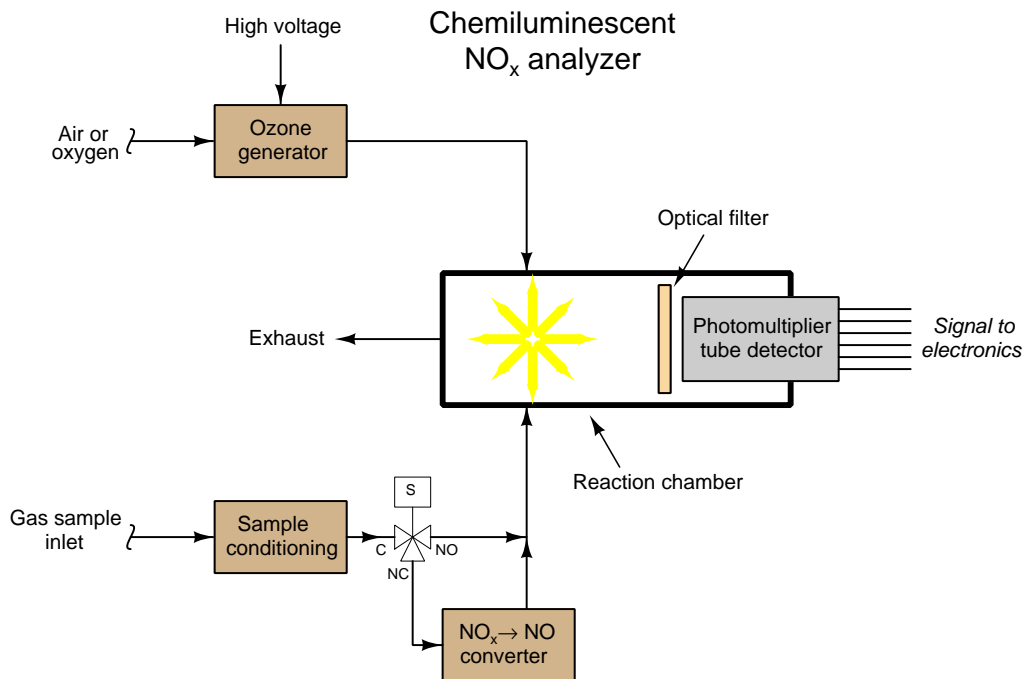 Chemiluminescent
NOx analyzer
High voltage
Air or
oxygen
Ozone
generator
Optical filter
Photomultiplier
tube detector
Signal to
electronics
Exhaust
Reaction chamber
Gas sample
inlet
Sample
conditioning
S
C
NO
NC
NOx→ NO
converter